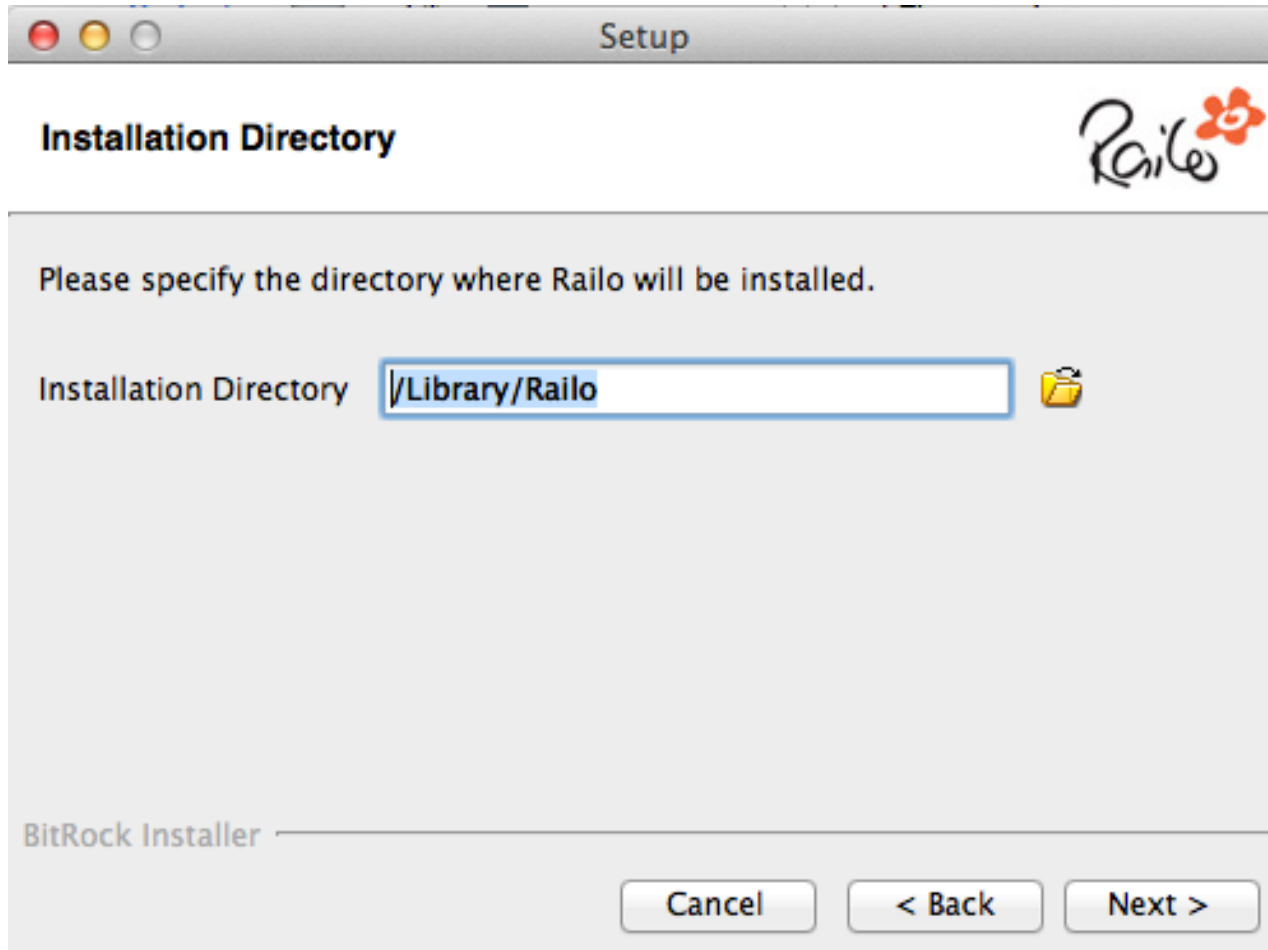 Setup
Installation Directory
Railo
Please specify the directory where Railo will be installed.
Installation Directory /Library/Railo
BitRock Installer
Cancel < Back Next >